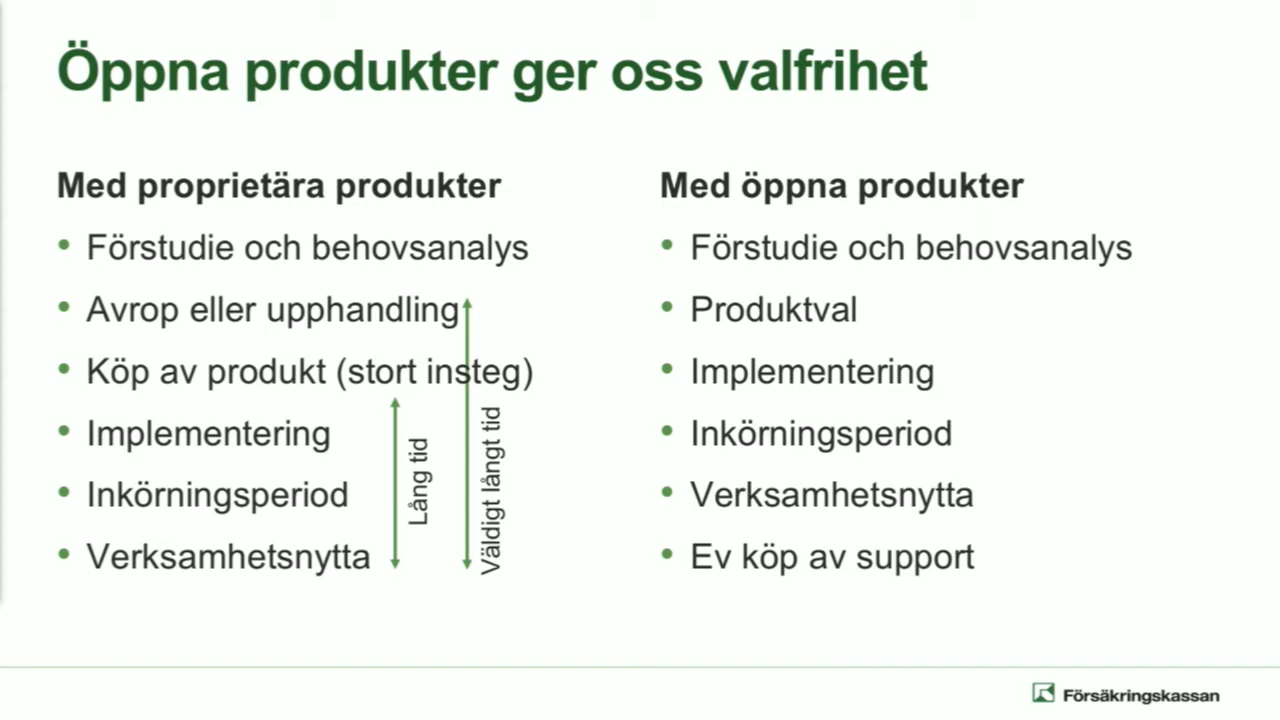 Öppna produkter ger oss valfrihet
Med proprietära produkter
Förstudie och behovsanalys
Avrop eller upphandling
Köp av produkt (stort insteg)
Implementering
Inkörningsperiod
Verksamhetsnytta
Lång tid
Väldigt långt tid
Med öppna produkter
Förstudie och behovsanalys
Produktval
Implementering
Inkörningsperiod
Verksamhetsnytta
Ev köp av support
Försäkringskassan